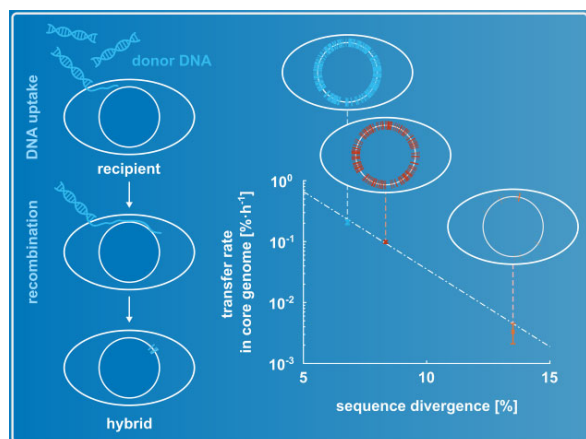 donor DNA
DNA uptake
recipient
recombination
hybrid
transfer rate
in core genome [%·h⁻¹]
10⁰
10⁻¹
10⁻²
10⁻³
5
10
15
sequence divergence [%]